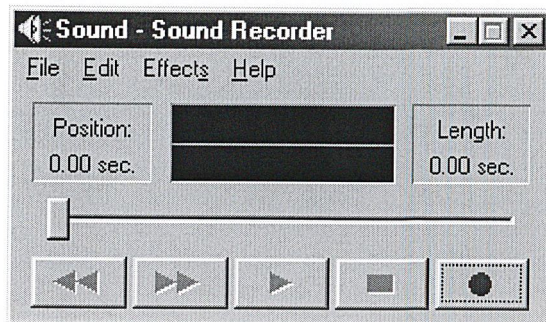 Sound - Sound Recorder
File Edit Effects Help
Position:
0.00 sec.
Length:
0.00 sec.